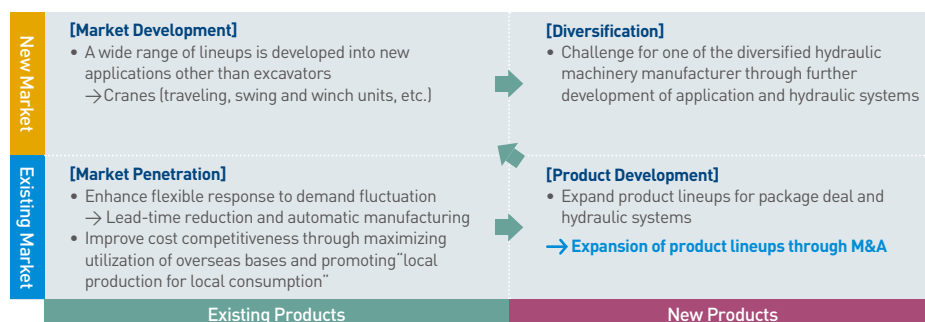 New Market
[Market Development]
• A wide range of lineups is developed into new
applications other than excavators
→Cranes (traveling, swing and winch units, etc.)
[Diversification]
• Challenge for one of the diversified hydraulic
machinery manufacturer through further
development of application and hydraulic systems
Existing Market
[Market Penetration]
• Enhance flexible response to demand fluctuation
→ Lead-time reduction and automatic manufacturing
• Improve cost competitiveness through maximizing
utilization of overseas bases and promoting“local
production for local consumption”
[Product Development]
• Expand product lineups for package deal and
hydraulic systems
→ Expansion of product lineups through M&A
Existing Products
New Products